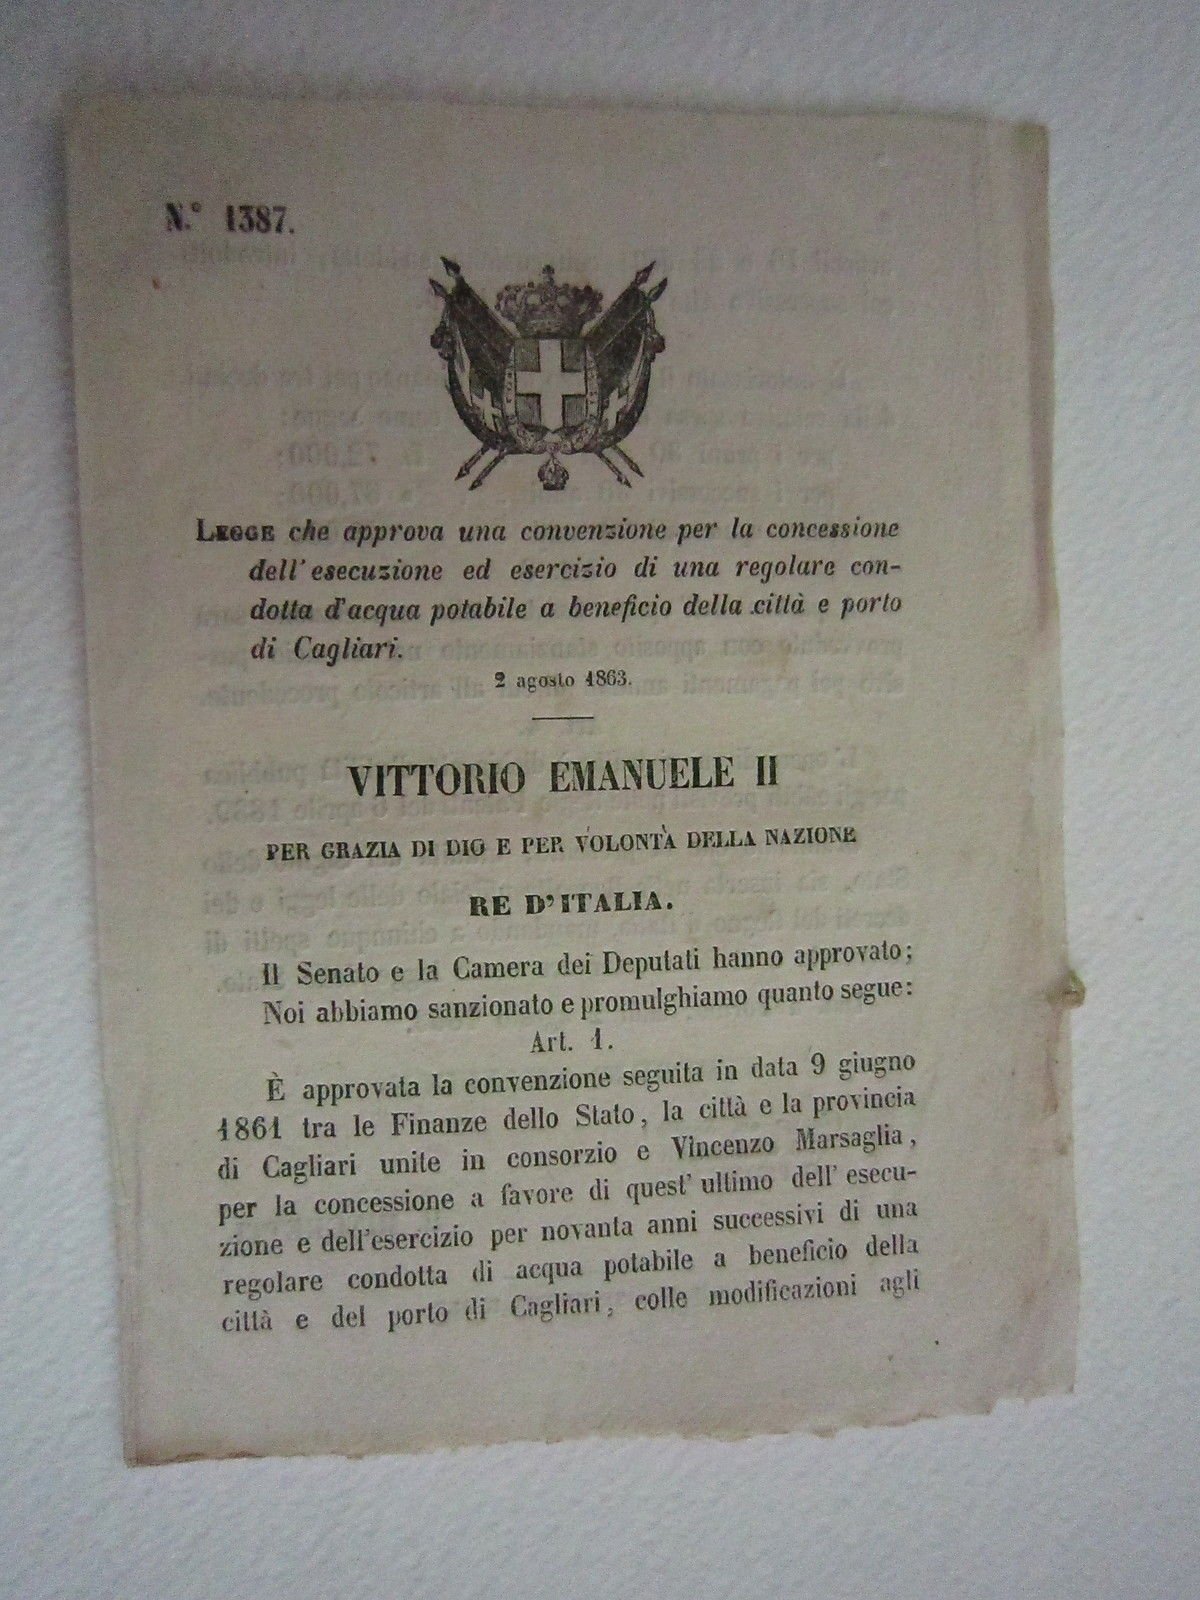 N.° 1387.
LEGGE che approva una convenzione per la concessione
dell'esecuzione ed esercizio di una regolare con-
dotta d'acqua potabile a beneficio della città e porto
di Cagliari.
2 agosto 1863.
VITTORIO EMANUELE II
PER GRAZIA DI DIO E PER VOLONTÀ DELLA NAZIONE
RE D'ITALIA.
Il Senato e la Camera dei Deputati hanno approvato;
Noi abbiamo sanzionato e promulghiamo quanto segue:
Art. 1.
È approvata la convenzione seguita in data 9 giugno
1861 tra le Finanze dello Stato, la città e la provincia
di Cagliari unite in consorzio e Vincenzo Marsaglia,
per la concessione a favore di quest'ultimo dell'esecu-
zione e dell'esercizio per novanta anni successivi di una
regolare condotta di acqua potabile a beneficio della
città e del porto di Cagliari, colle modificazioni agli